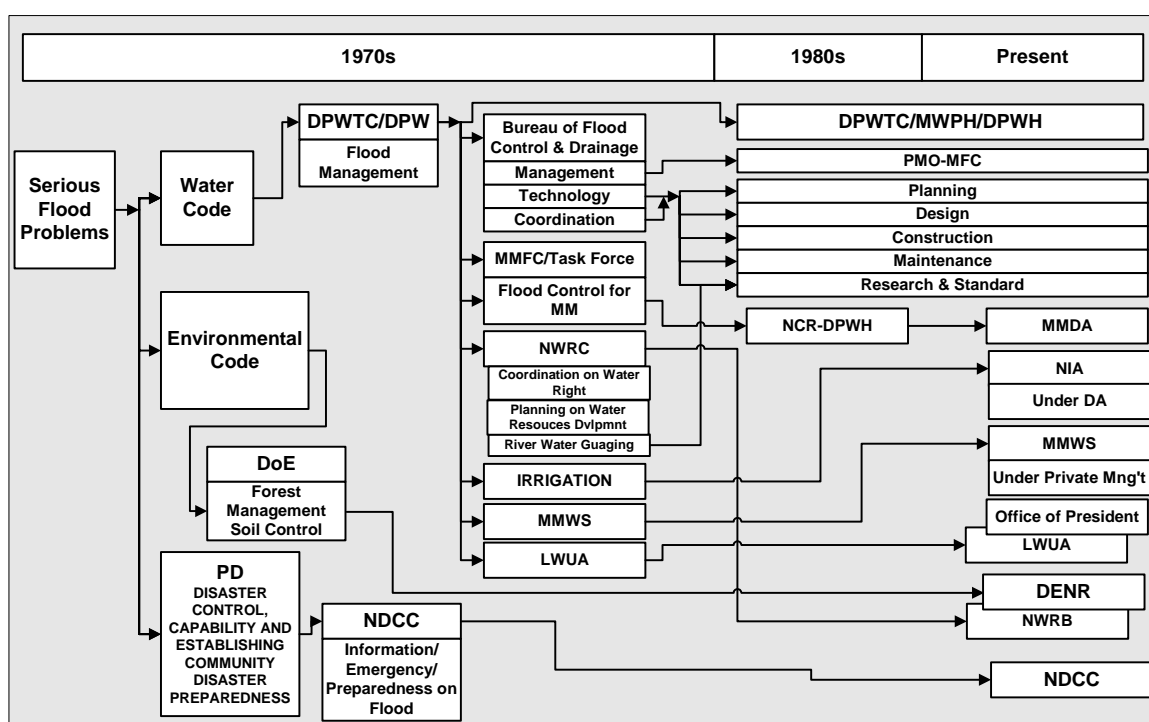 1970s
1980s
Present
Serious
Flood
Problems
Water
Code
DPWTC/DPW
Flood
Management
Bureau of Flood
Control & Drainage
Management
Technology
Coordination
DPWTC/MWPH/DPWH
PMO-MFC
Planning
Design
Construction
Maintenance
Research & Standard
MMFC/Task Force
Flood Control for
MM
NCR-DPWH
MMDA
Environmental
Code
NWRC
Coordination on Water
Right
Planning on Water
Resouces Dvlpmnt
River Water Guaging
NIA
Under DA
MMWS
Under Private Mng't
DoE
Forest
Management
Soil Control
IRRIGATION
MMWS
LWUA
Office of President
LWUA
PD
DISASTER
CONTROL,
CAPABILITY AND
ESTABLISHING
COMMUNITY
DISASTER
PREPAREDNESS
NDCC
Information/
Emergency/
Preparedness on
Flood
DENR
NWRB
NDCC